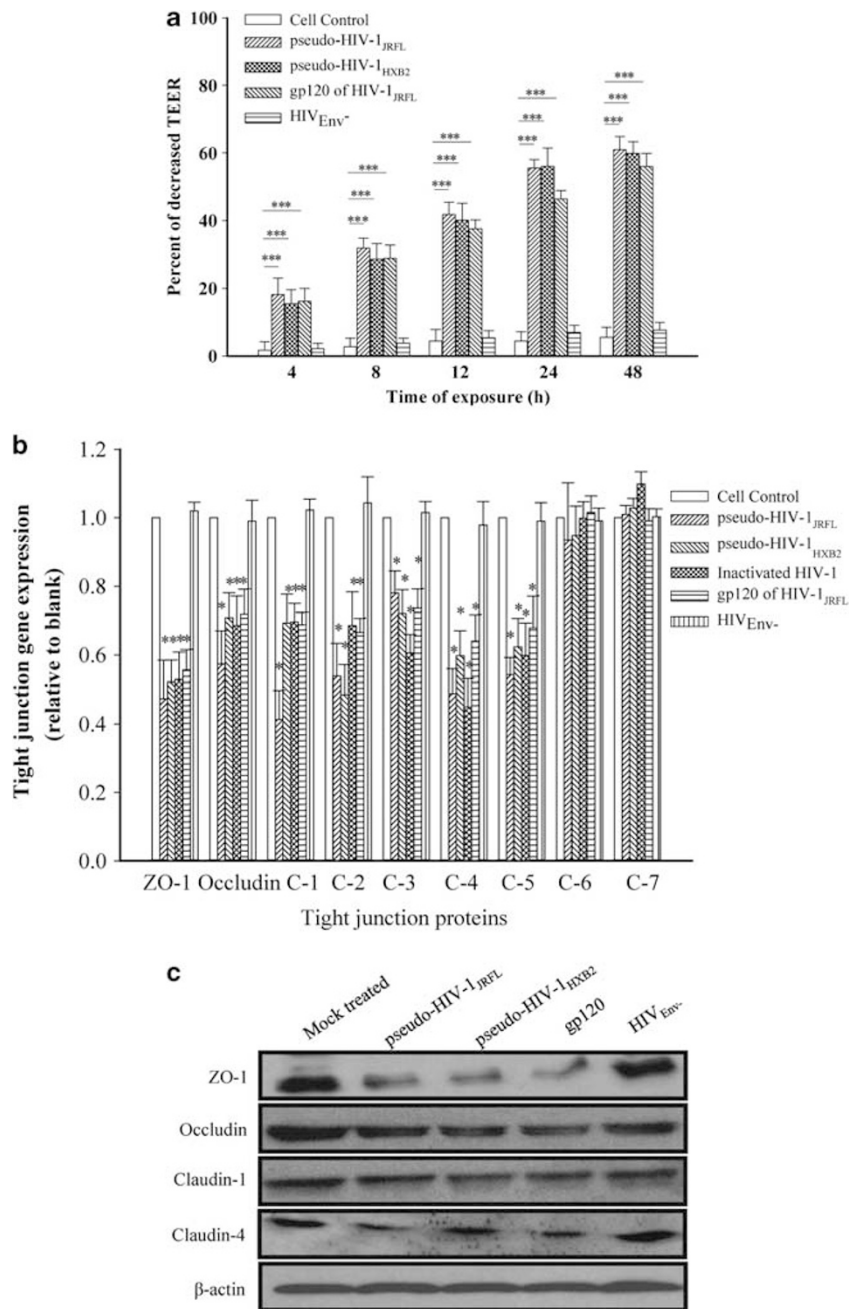 a
100
80
60
40
20
0
Percent of decreased TEER
Cell Control
pseudo-HIV-1JRFL
pseudo-HIV-1HXB2
gp120 of HIV-1JRFL
HIVEnv-
*** *** *** *** ***
*** *** *** *** ***
*** *** *** *** ***
4 8 12 24 48
Time of exposure (h)
b
1.2
1.0
0.8
0.6
0.4
0.2
0.0
Tight junction gene expression
(relative to blank)
Cell Control
pseudo-HIV-1JRFL
pseudo-HIV-1HXB2
Inactivated HIV-1
gp120 of HIV-1JRFL
HIVEnv-
**** **** **** **** **** **** ****
ZO-1 Occludin C-1 C-2 C-3 C-4 C-5 C-6 C-7
Tight junction proteins
c
Mock treated pseudo-HIV-1JRFL pseudo-HIV-1HXB2 gp120 HIVEnv-
ZO-1
Occludin
Claudin-1
Claudin-4
β-actin